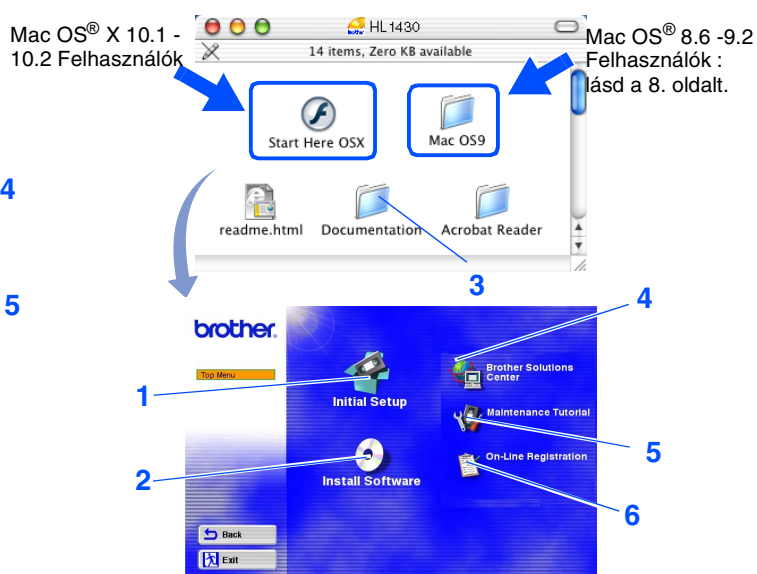 Mac OS® X 10.1 -
10.2 Felhasználók
HL1430
14 items, Zero KB available
Mac OS® 8.6 -9.2
Felhasználók :
lásd a 8. oldalt.
Start Here OSX
Mac OS9
readme.html
Documentation
Acrobat Reader
4
5
3
4
brother.
Top Menu
1
Initial Setup
Brother Solutions
Center
Maintenance Tutorial
5
2
Install Software
On-Line Registration
6
Back
Exit